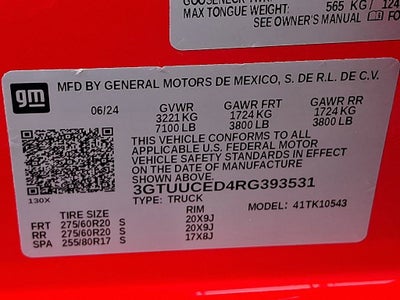 GOOSENECK
MAX TONGUE WEIGHT: 565 KG / 124
SEE OWNER'S MANUAL FO
gm
MFD BY GENERAL MOTORS DE MEXICO, S. DE R.L. DE C.V.
06/24 GVWR GAWR FRT GAWR RR
3221 KG 1724 KG 1724 KG
7100 LB 3800 LB 3800 LB
THIS VEHICLE CONFORMS TO ALL
APPLICABLE U.S. FEDERAL MOTOR
VEHICLE SAFETY STANDARDS IN EFFECT
ON THE DATE OF MANUFACTURE SHOWN ABOVE.
3GTUUCED4RG393531
130X TYPE: TRUCK MODEL: 41TK10543
TIRE SIZE RIM
FRT 275/60R20 S 20X9J
RR 275/60R20 S 20X9J
SPA 255/80R17 S 17X8J